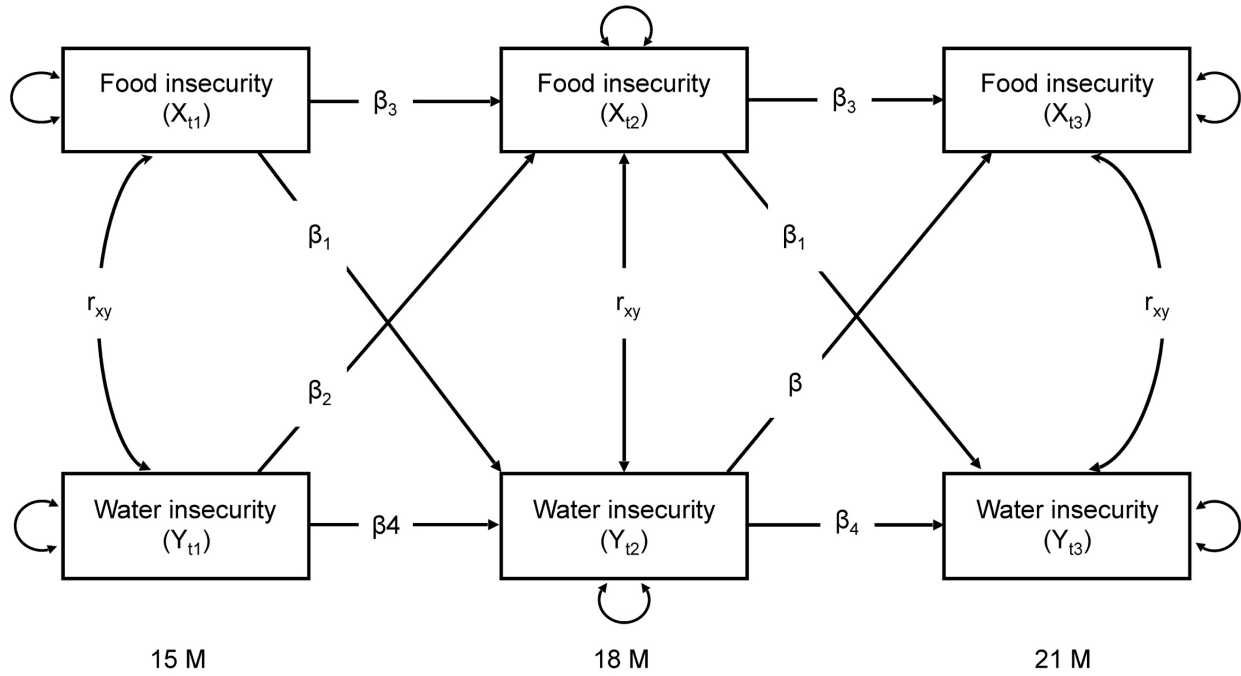 Food insecurity
(Xt1)
β3
Food insecurity
(Xt2)
β3
Food insecurity
(Xt3)
β1
β1
rxy
rxy
rxy
β2
β
Water insecurity
(Yt1)
β4
Water insecurity
(Yt2)
β4
Water insecurity
(Yt3)
15 M
18 M
21 M